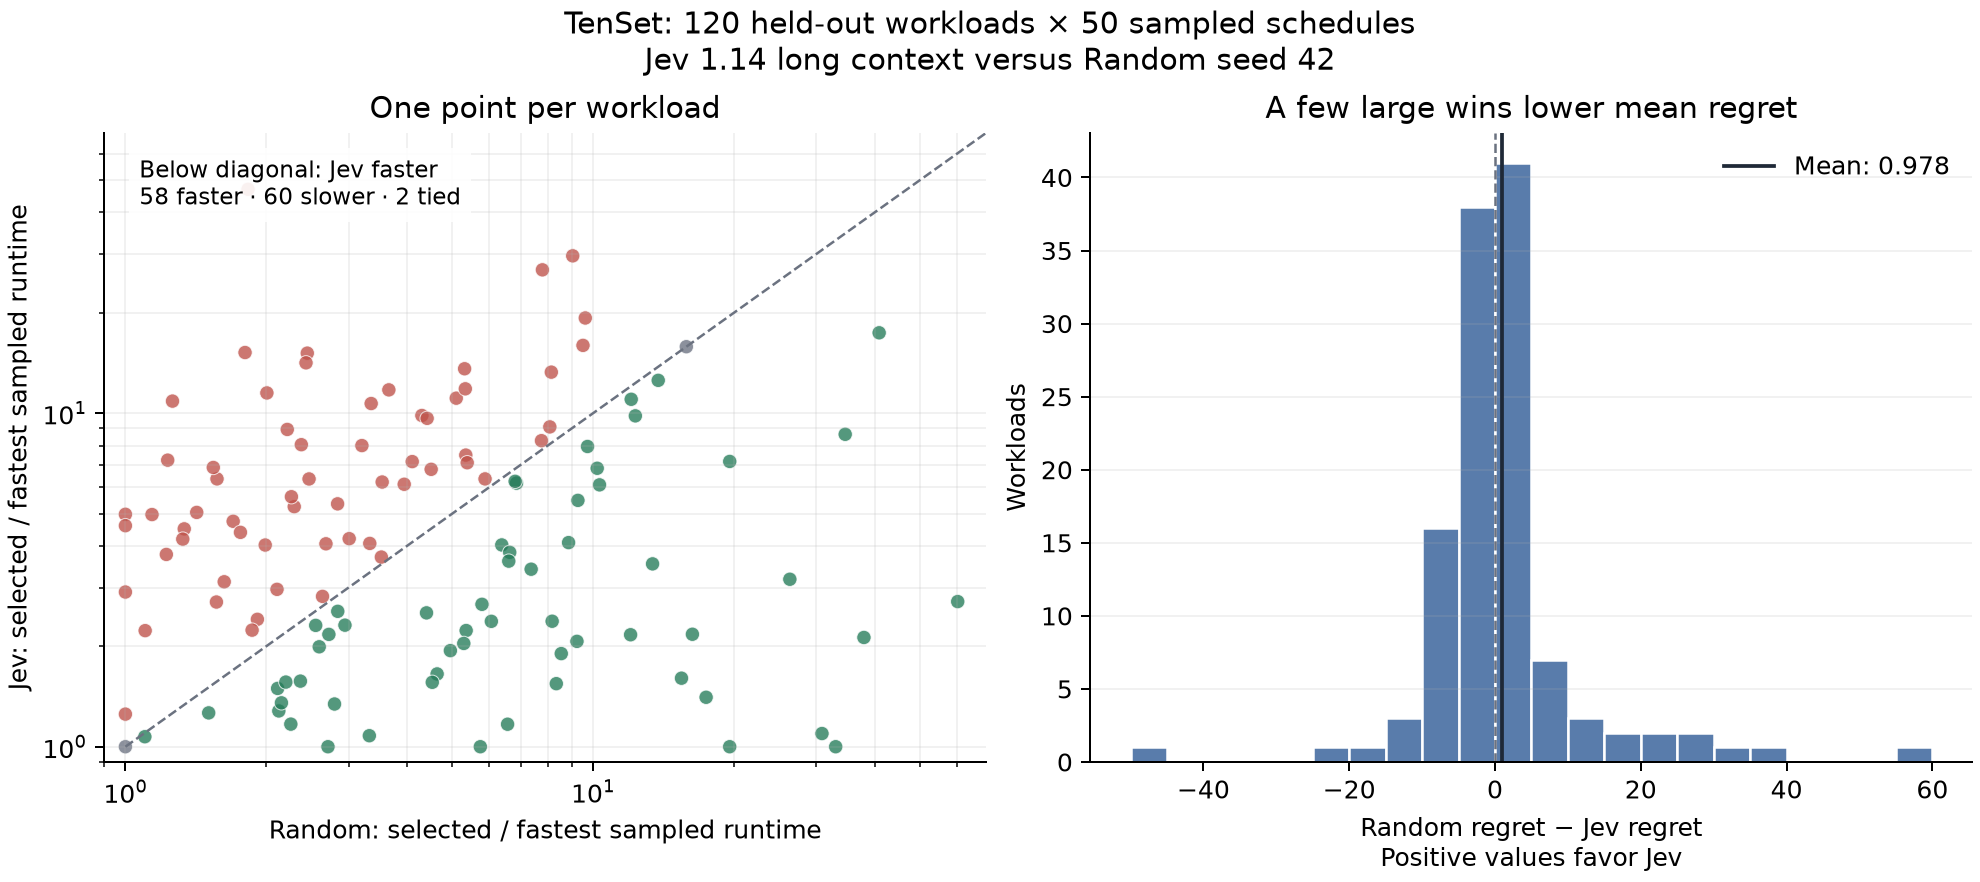 TenSet: 120 held-out workloads × 50 sampled schedules
Jev 1.14 long context versus Random seed 42
One point per workload
Below diagonal: Jev faster
58 faster · 60 slower · 2 tied
Jev: selected / fastest sampled runtime
10¹
10⁰
10⁰
10¹
Random: selected / fastest sampled runtime
A few large wins lower mean regret
Mean: 0.978
Workloads
40
35
30
25
20
15
10
5
0
−40
−20
0
20
40
60
Random regret − Jev regret
Positive values favor Jev